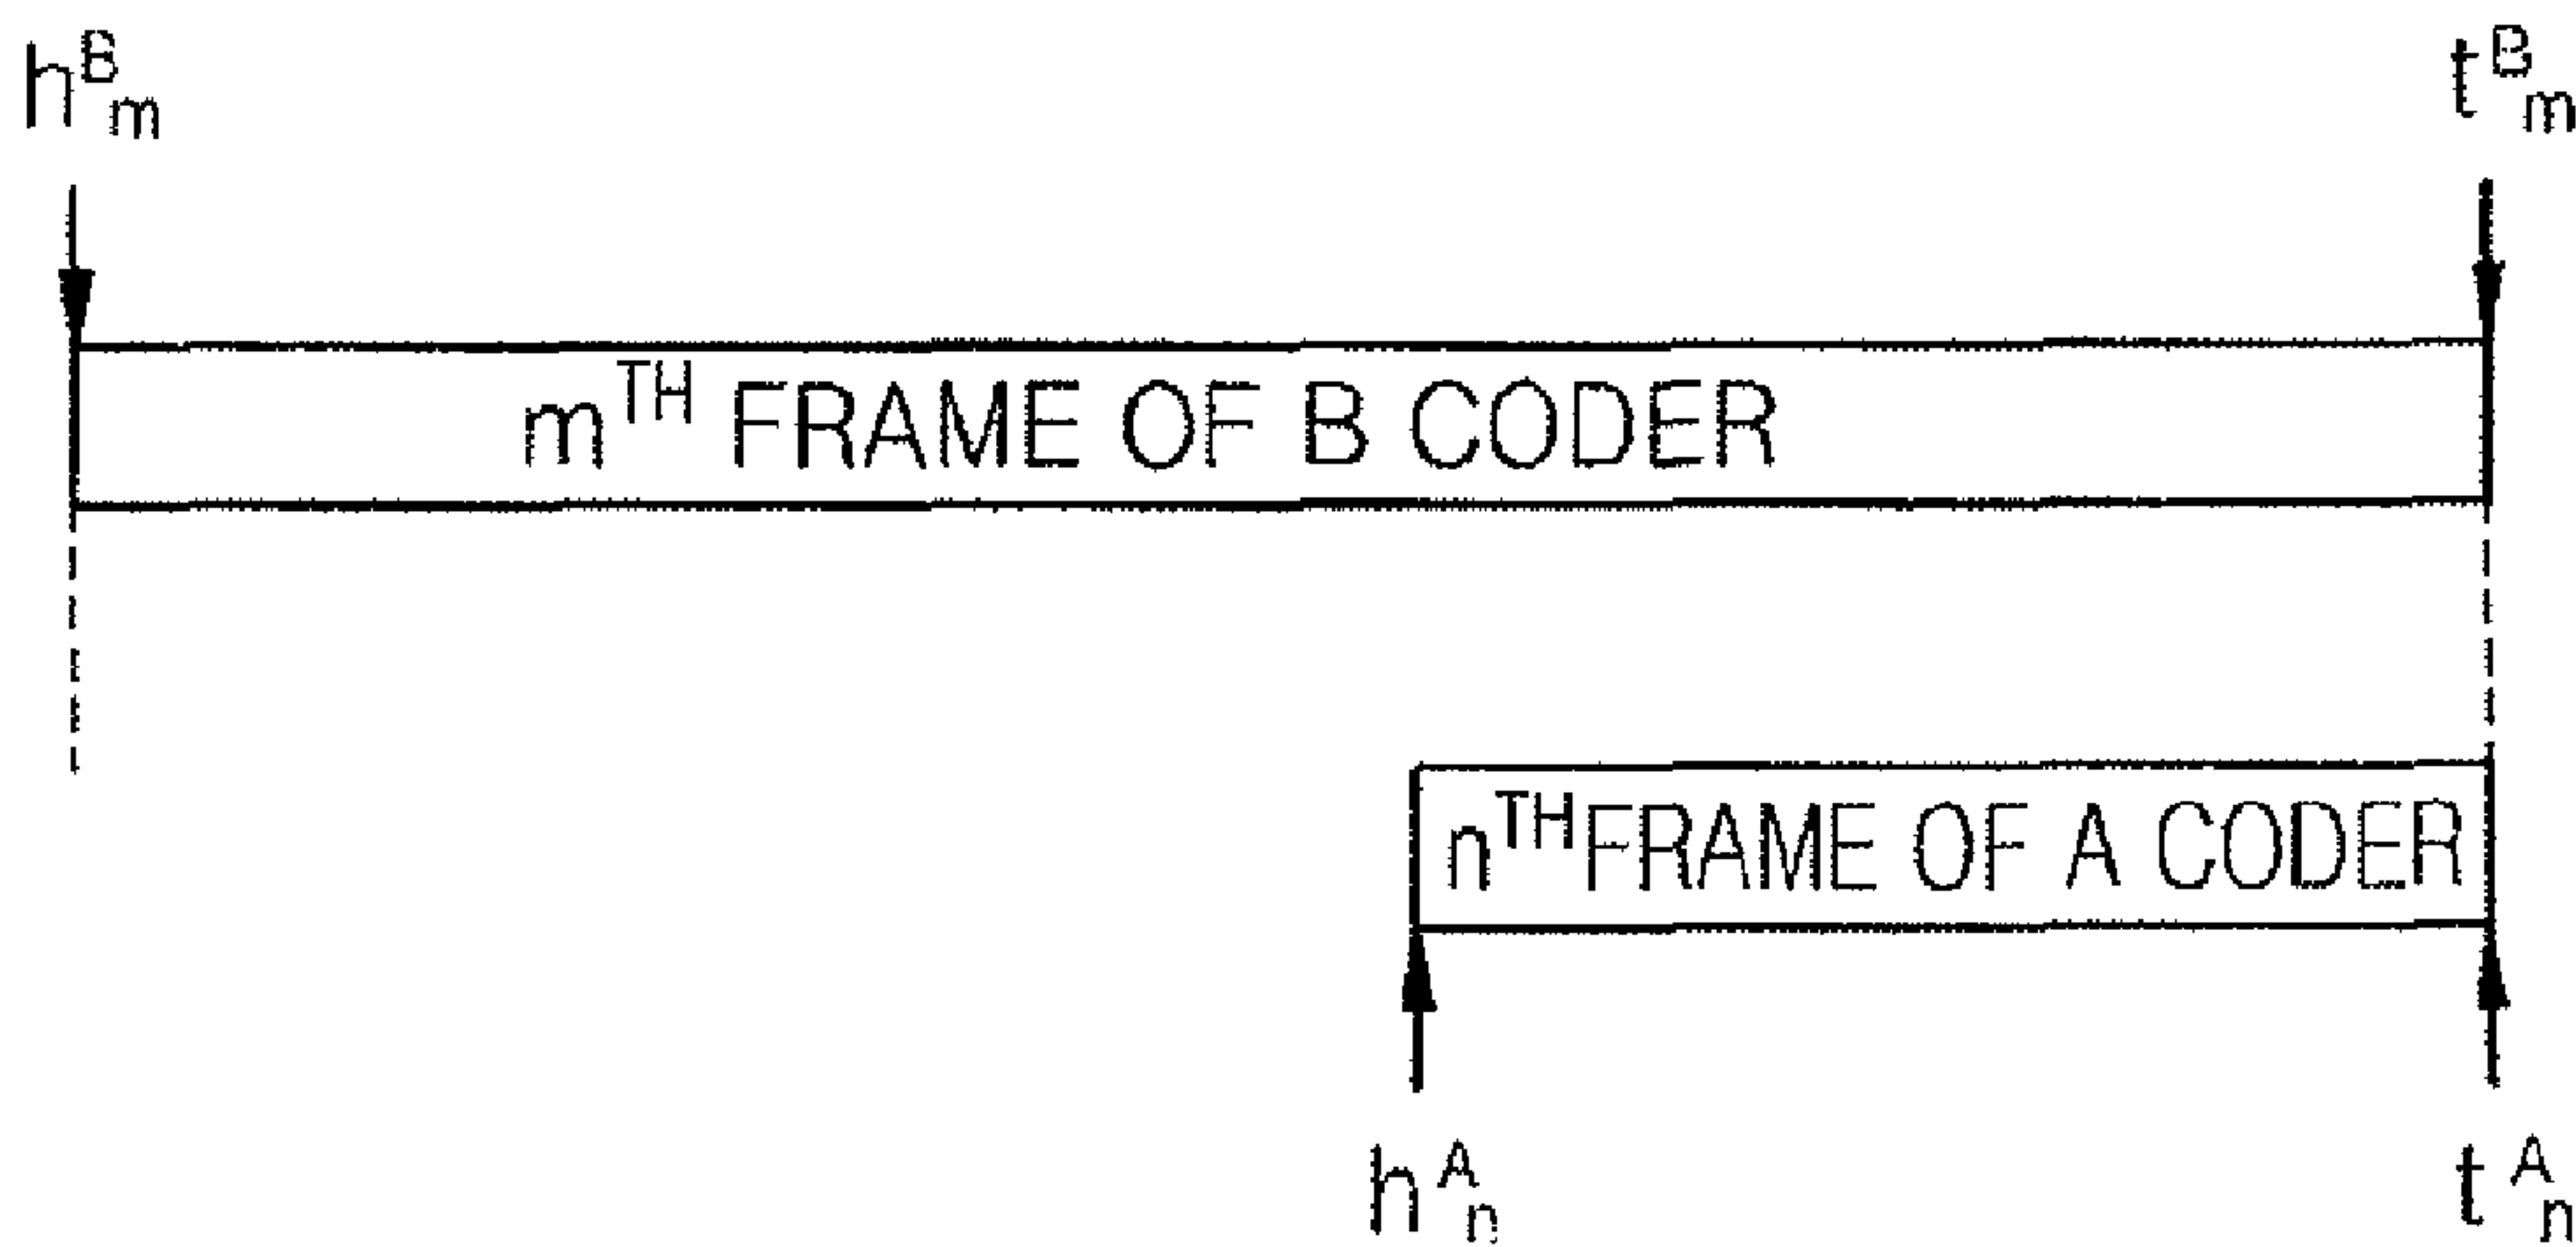 h^B_m t^B_m
m^TH FRAME OF B CODER
n^TH FRAME OF A CODER
h^A_n t^A_n